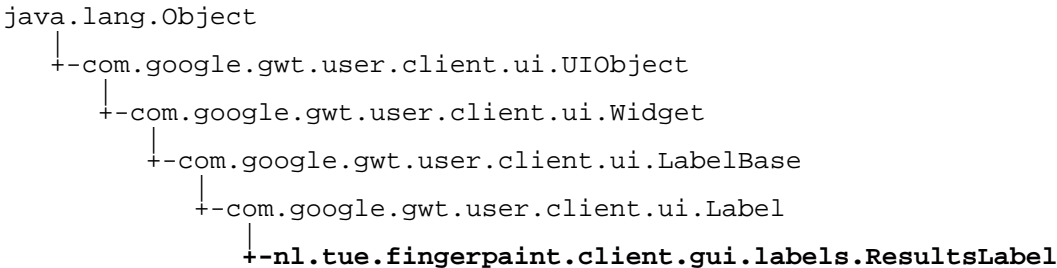 java.lang.Object
|
+-com.google.gwt.user.client.ui.UIObject
|
+-com.google.gwt.user.client.ui.Widget
|
+-com.google.gwt.user.client.ui.LabelBase
|
+-com.google.gwt.user.client.ui.Label
|
+-nl.tue.fingerpaint.client.gui.labels.ResultsLabel